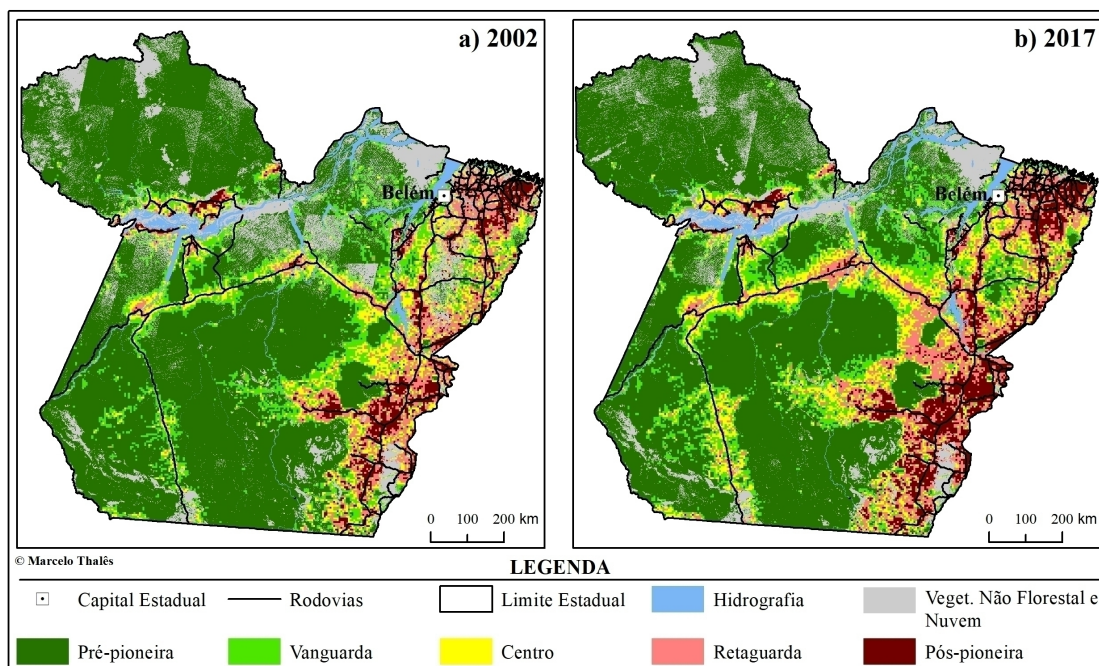 a) 2002
Belém
0 100 200 km
b) 2017
Belém
0 100 200 km
© Marcelo Thalês
LEGENDA
Capital Estadual
Rodovias
Limite Estadual
Hidrografia
Veget. Não Florestal e
Nuvem
Pré-pioneira
Vanguarda
Centro
Retaguarda
Pós-pioneira